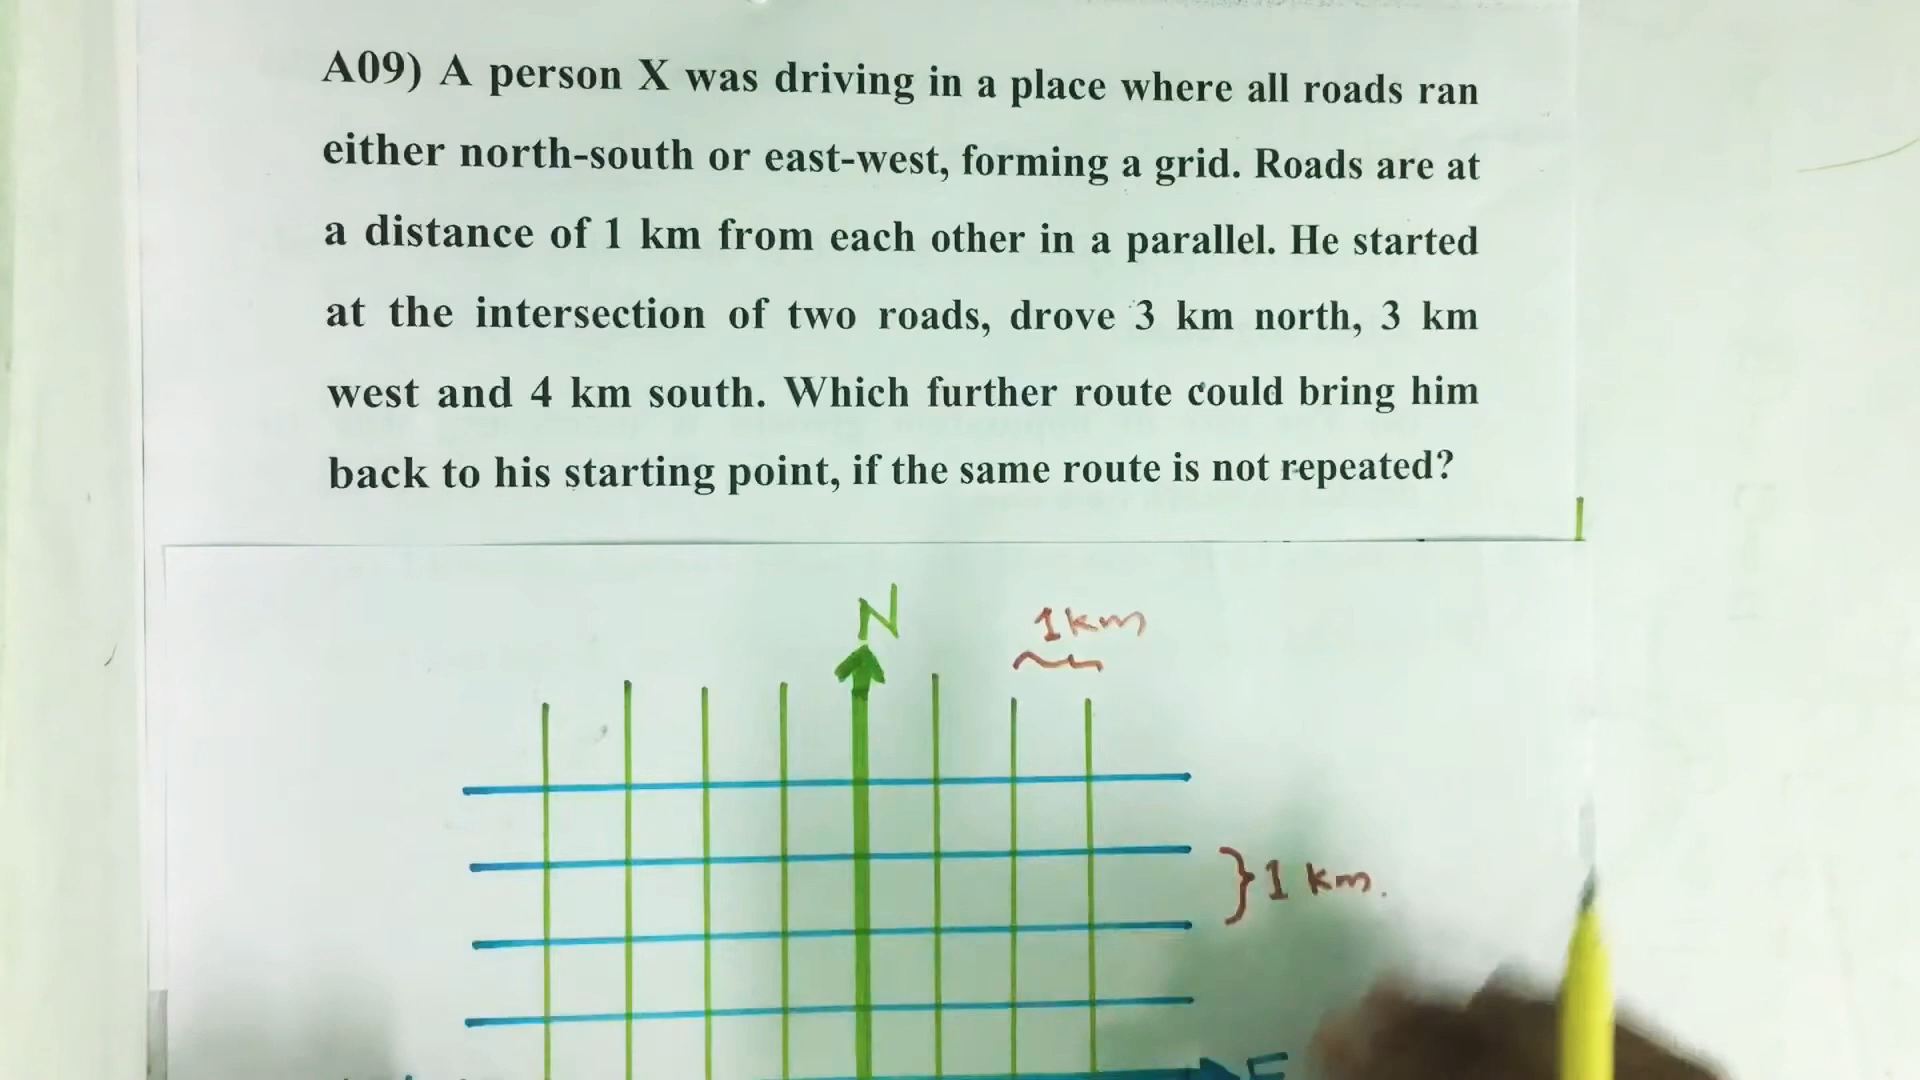 A09) A person X was driving in a place where all roads ran
either north-south or east-west, forming a grid. Roads are at
a distance of 1 km from each other in a parallel. He started
at the intersection of two roads, drove 3 km north, 3 km
west and 4 km south. Which further route could bring him
back to his starting point, if the same route is not repeated?
N
1km
}1 km.
E